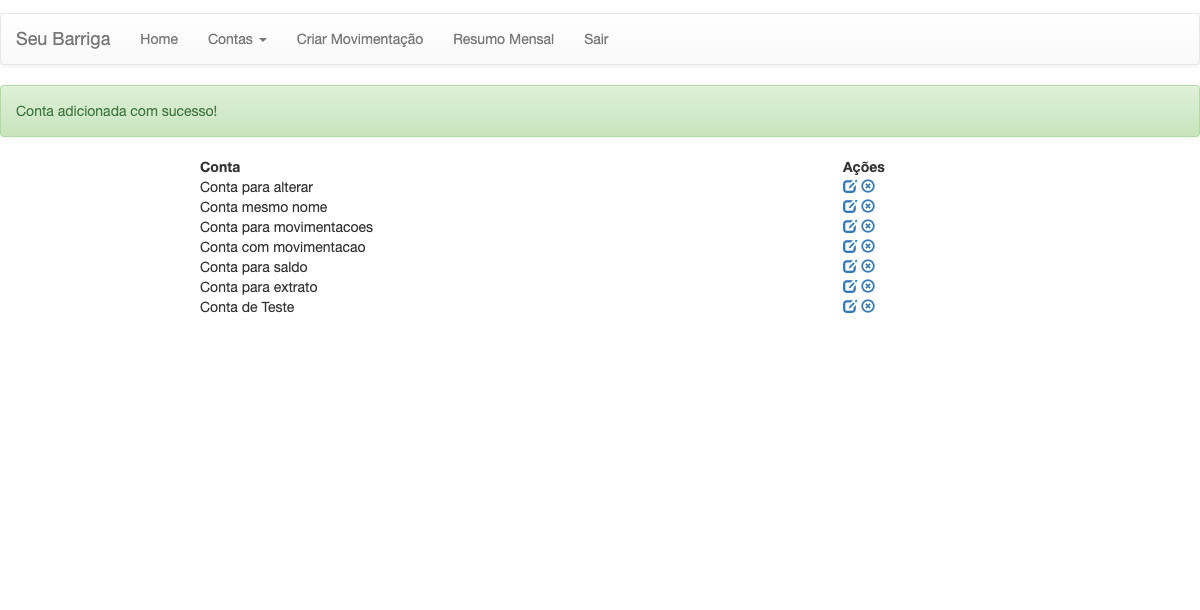 Seu Barriga Home Contas Criar Movimentação Resumo Mensal Sair
Conta adicionada com sucesso!
Conta Ações
Conta para alterar
Conta mesmo nome
Conta para movimentacoes
Conta com movimentacao
Conta para saldo
Conta para extrato
Conta de Teste